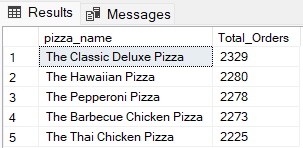 Results Messages
pizza_name Total_Orders
1 The Classic Deluxe Pizza 2329
2 The Hawaiian Pizza 2280
3 The Pepperoni Pizza 2278
4 The Barbecue Chicken Pizza 2273
5 The Thai Chicken Pizza 2225